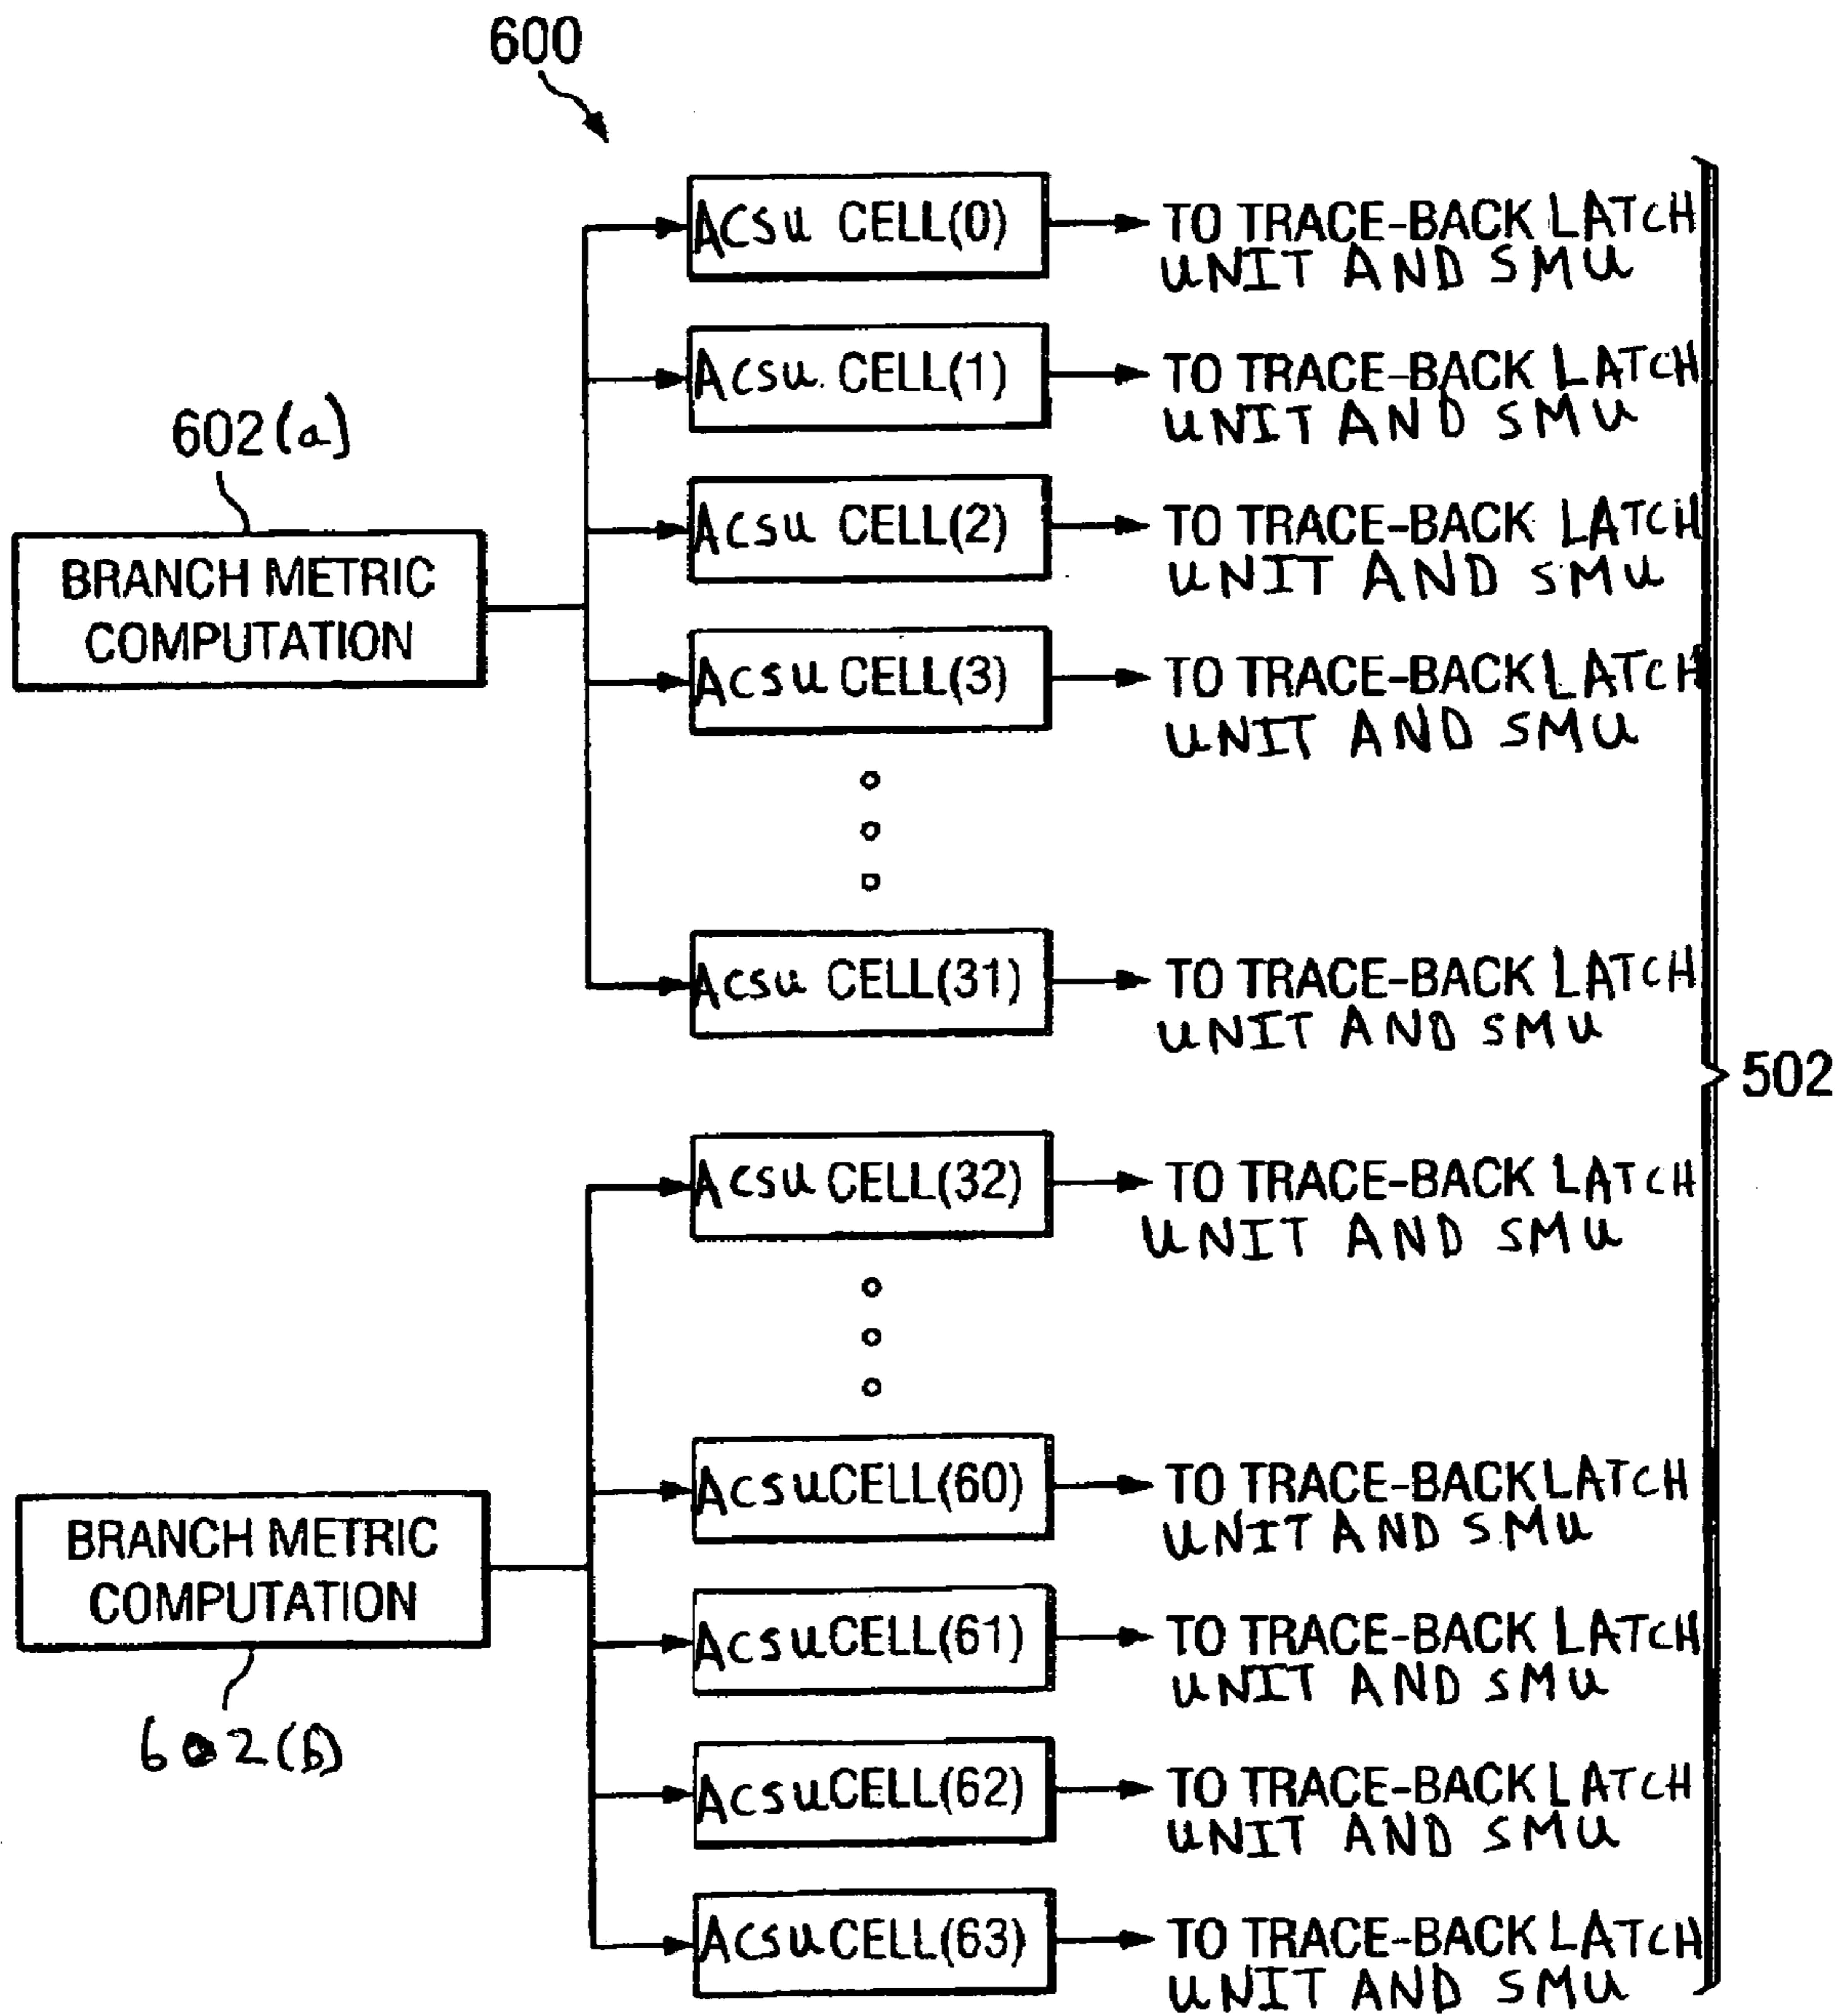 600
ACSU CELL(0)
TO TRACE-BACK LATCH
UNIT AND SMU
ACSU CELL(1)
TO TRACE-BACK LATCH
UNIT AND SMU
602(a)
ACSU CELL(2)
TO TRACE-BACK LATCH
UNIT AND SMU
BRANCH METRIC
COMPUTATION
ACSU CELL(3)
TO TRACE-BACK LATCH
UNIT AND SMU
ACSU CELL(31)
TO TRACE-BACK LATCH
UNIT AND SMU
502
ACSU CELL(32)
TO TRACE-BACK LATCH
UNIT AND SMU
ACSU CELL(60)
TO TRACE-BACK LATCH
UNIT AND SMU
BRANCH METRIC
COMPUTATION
ACSU CELL(61)
TO TRACE-BACK LATCH
UNIT AND SMU
602(b)
ACSU CELL(62)
TO TRACE-BACK LATCH
UNIT AND SMU
ACSU CELL(63)
TO TRACE-BACK LATCH
UNIT AND SMU